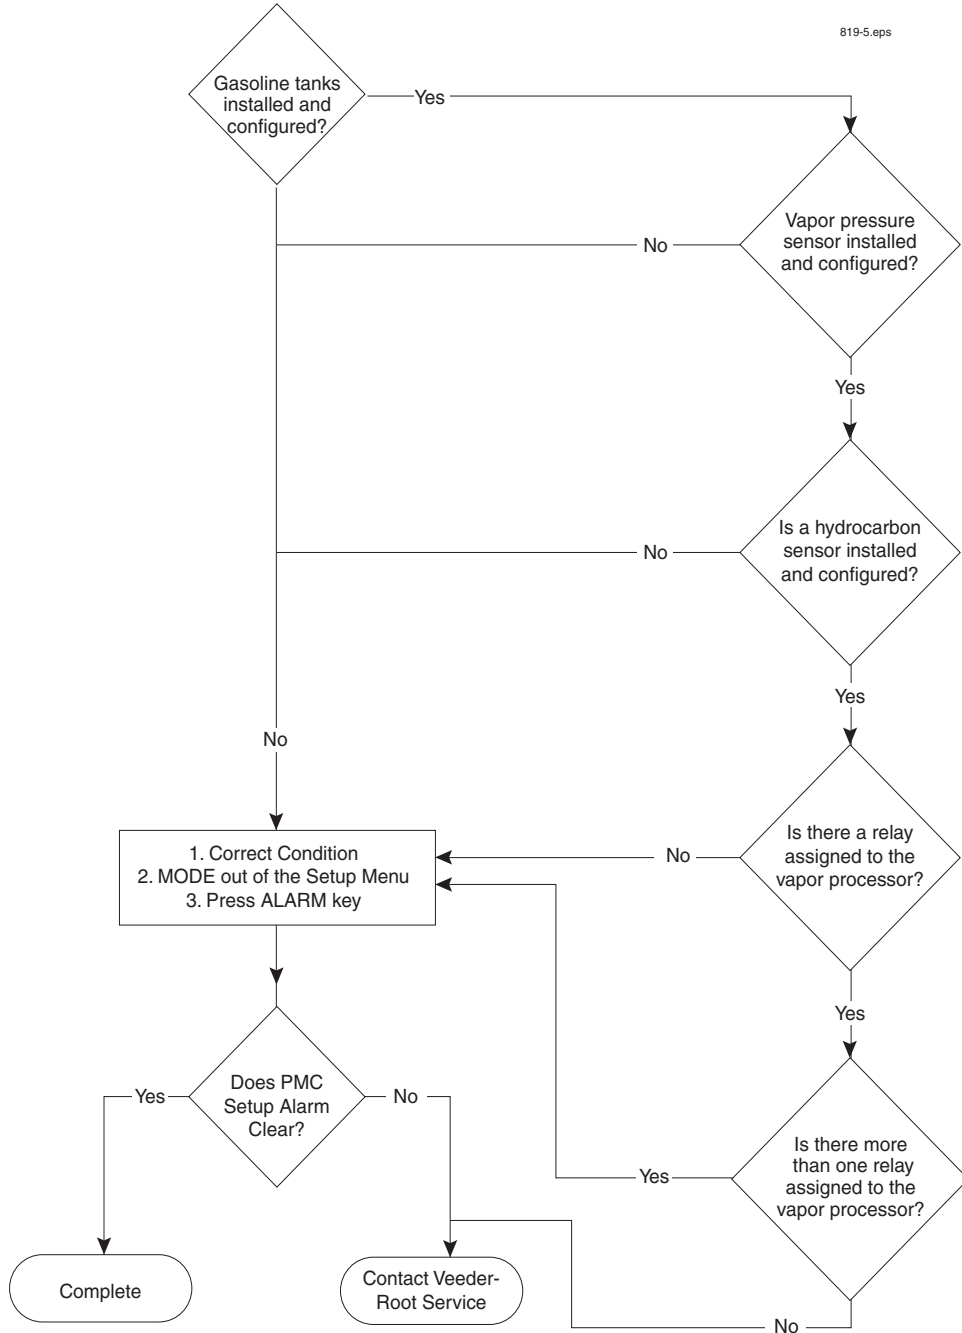 819-5.eps
Gasoline tanks
installed and
configured?
Yes
Vapor pressure
sensor installed
and configured?
No
Yes
Is a hydrocarbon
sensor installed
and configured?
No
Yes
No
Is there a relay
assigned to the
vapor processor?
No
1. Correct Condition
2. MODE out of the Setup Menu
3. Press ALARM key
Yes
Does PMC
Setup Alarm
Clear?
Yes
No
Is there more
than one relay
assigned to the
vapor processor?
Yes
Complete
Contact Veeder-
Root Service
No